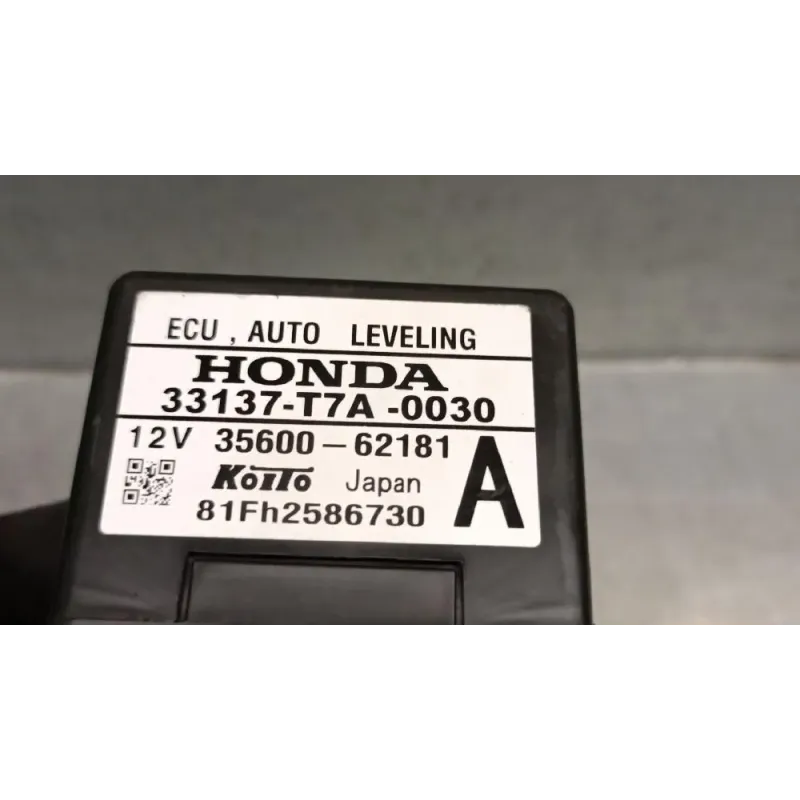 ECU , AUTO LEVELING
HONDA
33137-T7A -0030
12V 35600-62181 A
KOITO Japan
81Fh2586730